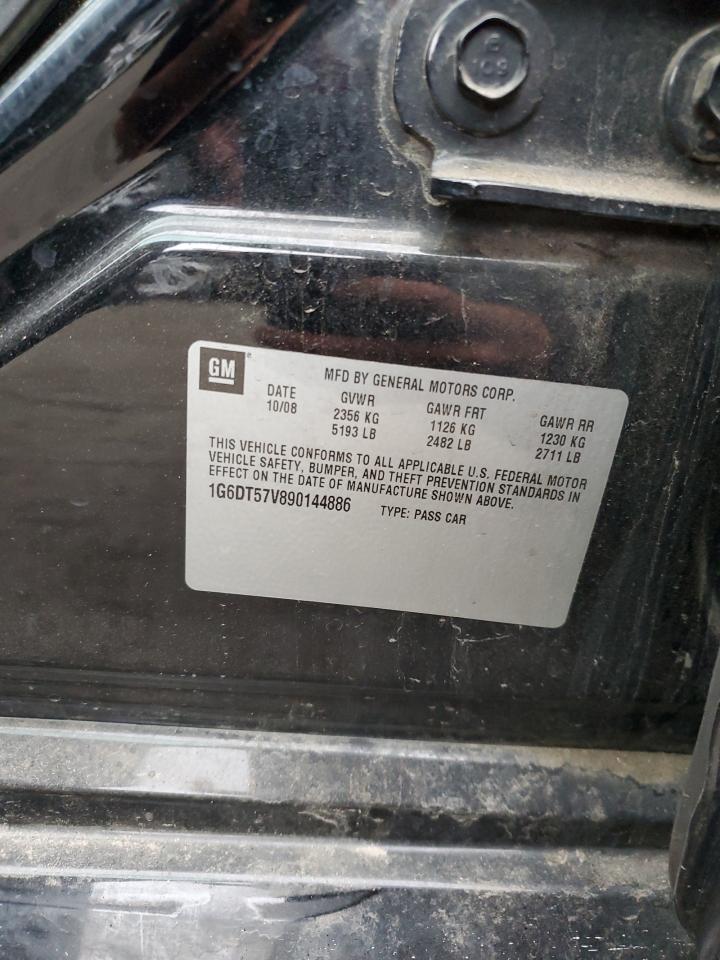 109
GM
MFD BY GENERAL MOTORS CORP.
DATE GVWR GAWR FRT GAWR RR
10/08 2356 KG 1126 KG 1230 KG
5193 LB 2482 LB 2711 LB
THIS VEHICLE CONFORMS TO ALL APPLICABLE U.S. FEDERAL MOTOR
VEHICLE SAFETY, BUMPER, AND THEFT PREVENTION STANDARDS IN
EFFECT ON THE DATE OF MANUFACTURE SHOWN ABOVE.
1G6DT57V890144886 TYPE: PASS CAR